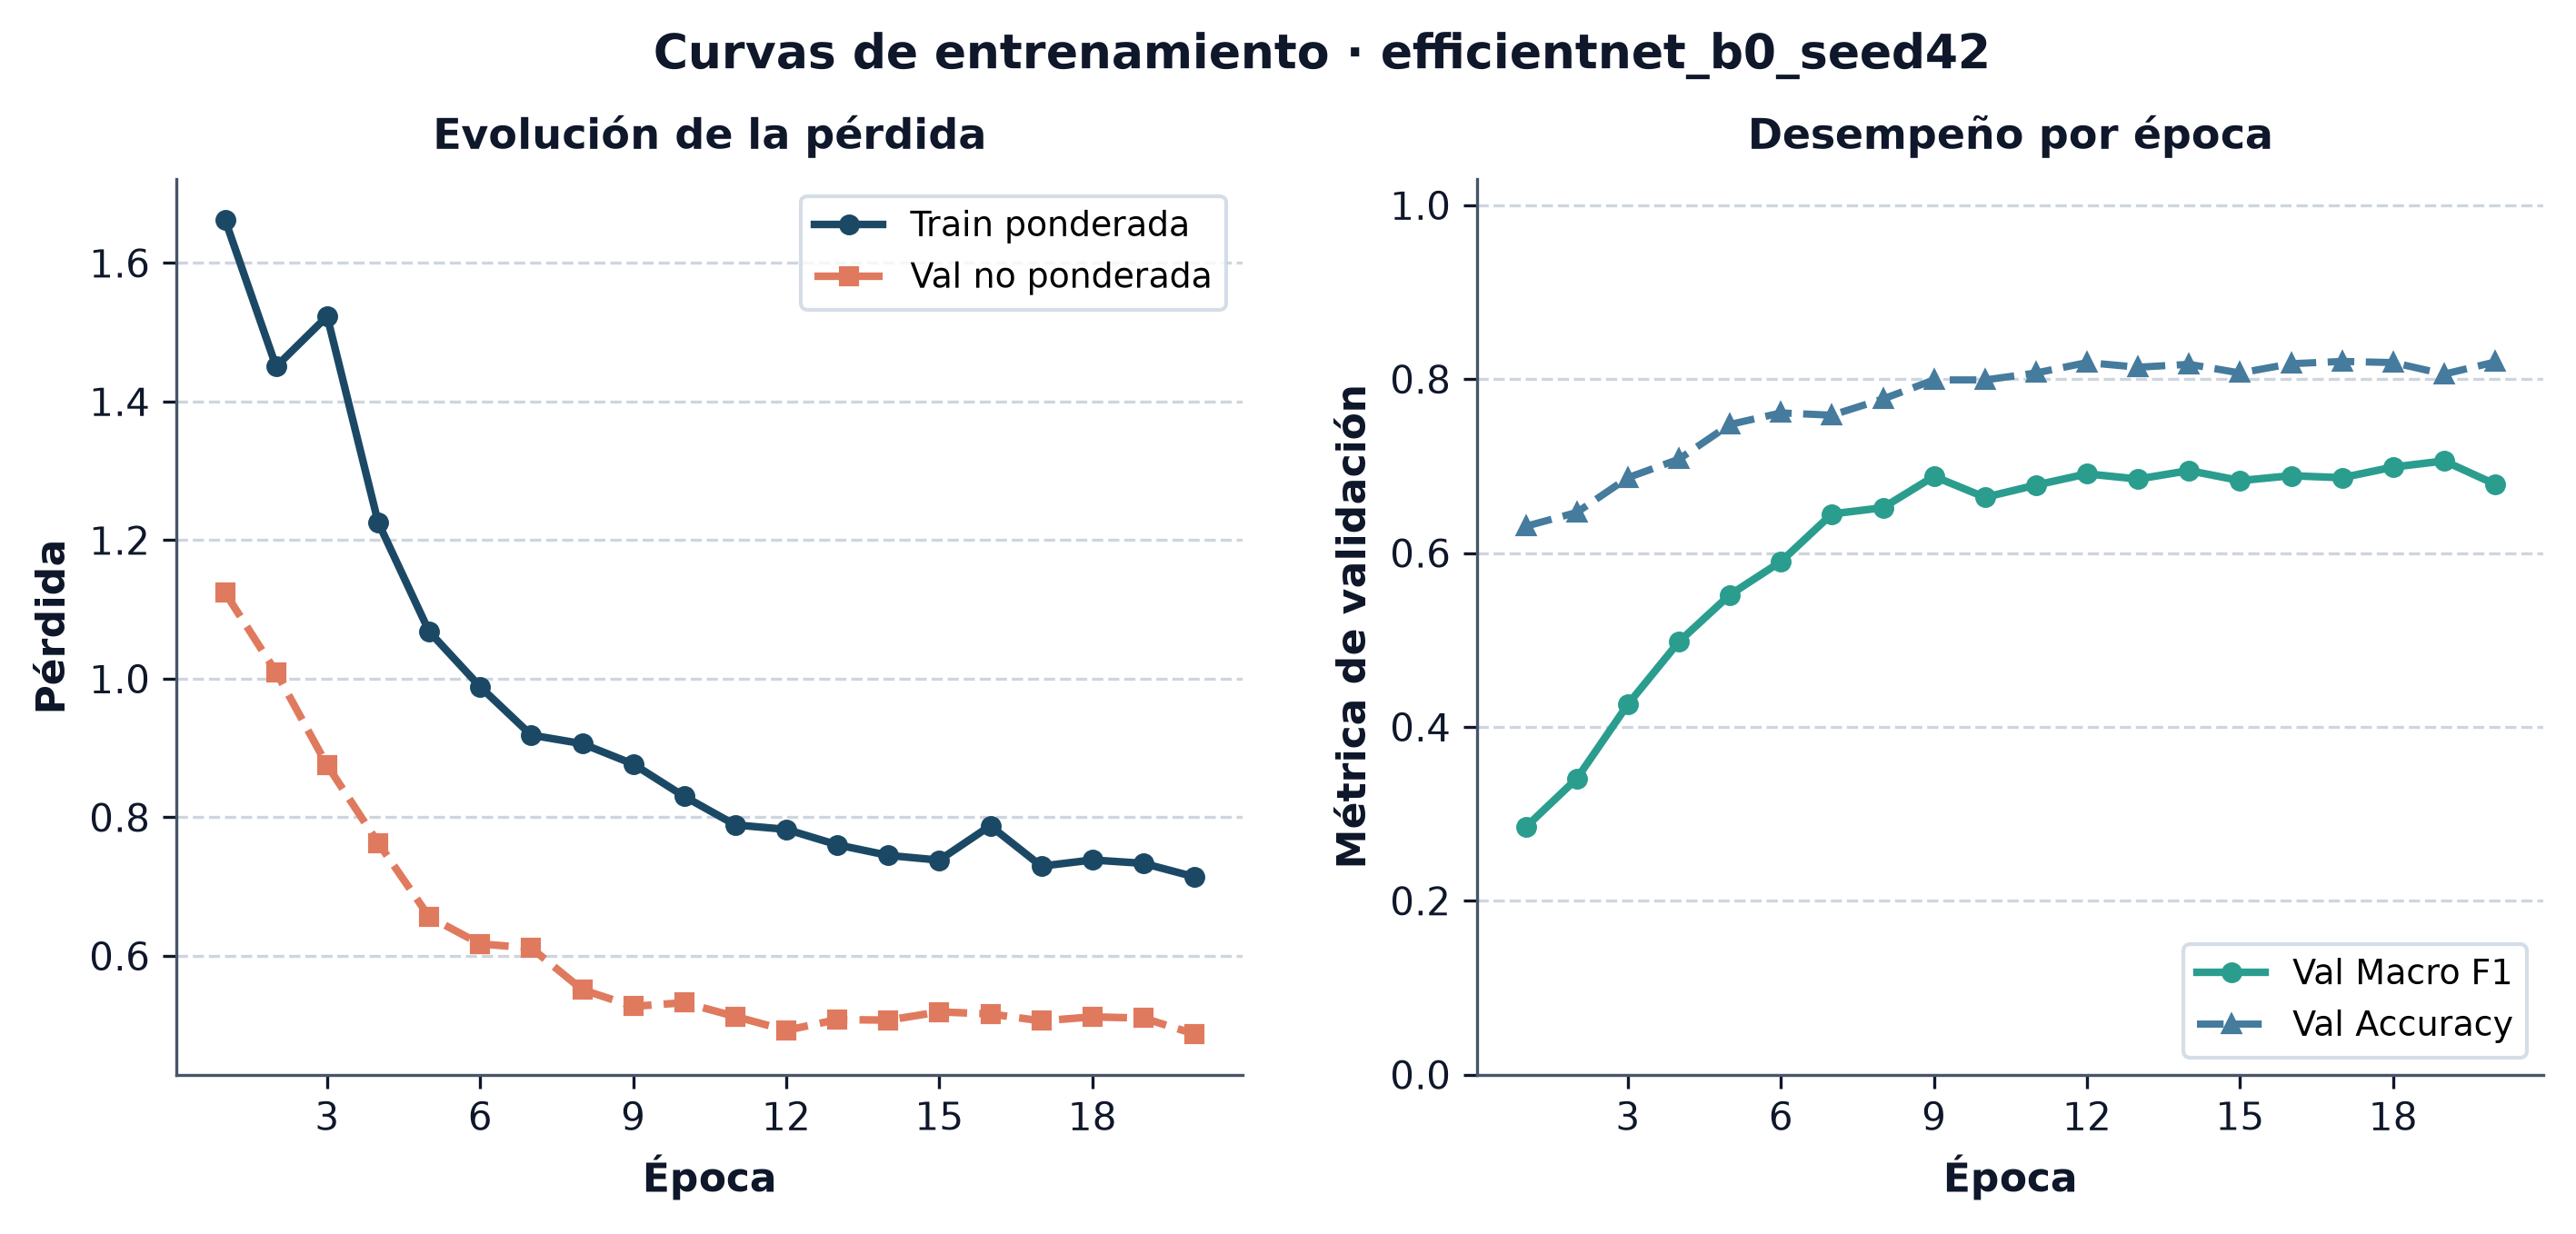 Curvas de entrenamiento · efficientnet_b0_seed42
Evolución de la pérdida
Pérdida
1.6
1.4
1.2
1.0
0.8
0.6
Train ponderada
Val no ponderada
3 6 9 12 15 18
Época
Desempeño por época
Métrica de validación
1.0
0.8
0.6
0.4
0.2
0.0
Val Macro F1
Val Accuracy
3 6 9 12 15 18
Época